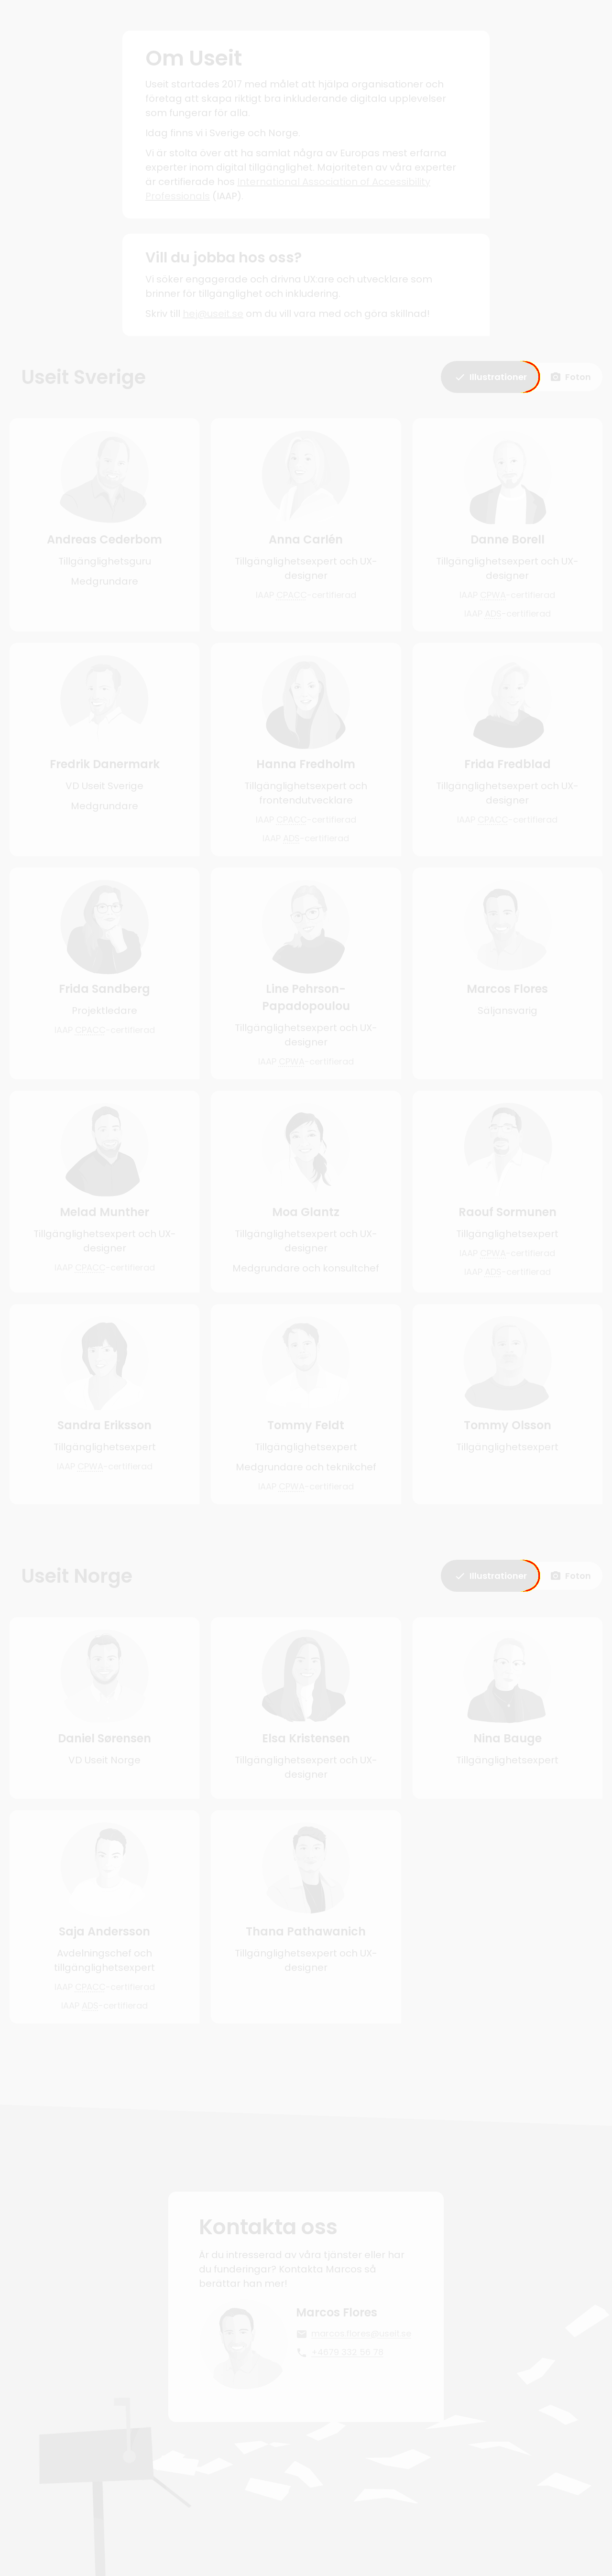 Om Useit
Useit startades 2017 med målet att hjälpa organisationer och
företag att skapa riktigt bra inkluderande digitala upplevelser
som fungerar för alla.
Idag finns vi i Sverige och Norge.
Vi är stolta över att ha samlat några av Europas mest erfarna
experter inom digital tillgänglighet. Majoriteten av våra experter
är certifierade hos International Association of Accessibility
Professionals (IAAP).
Vill du jobba hos oss?
Vi söker engagerade och drivna UX:are och utvecklare som
brinner för tillgänglighet och inkludering.
Skriv till hej@useit.se om du vill vara med och göra skillnad!
Useit Sverige
Illustrationer
Foton
Andreas Cederbom
Tillgänglighetsguru
Medgrundare
Anna Carlén
Tillgänglighetsexpert och UX-
designer
IAAP CPACC-certifierad
Danne Borell
Tillgänglighetsexpert och UX-
designer
IAAP CPWA-certifierad
IAAP ADS-certifierad
Fredrik Danermark
VD Useit Sverige
Medgrundare
Hanna Fredholm
Tillgänglighetsexpert och
frontendutvecklare
IAAP CPACC-certifierad
IAAP ADS-certifierad
Frida Fredblad
Tillgänglighetsexpert och UX-
designer
IAAP CPACC-certifierad
Frida Sandberg
Projektledare
IAAP CPACC-certifierad
Line Pehrson-
Papadopoulou
Tillgänglighetsexpert och UX-
designer
IAAP CPWA-certifierad
Marcos Flores
Säljansvarig
Melad Munther
Tillgänglighetsexpert och UX-
designer
IAAP CPACC-certifierad
Moa Glantz
Tillgänglighetsexpert och UX-
designer
Medgrundare och konsultchef
Raouf Sormunen
Tillgänglighetsexpert
IAAP CPWA-certifierad
IAAP ADS-certifierad
Sandra Eriksson
Tillgänglighetsexpert
IAAP CPWA-certifierad
Tommy Feldt
Tillgänglighetsexpert
Medgrundare och teknikchef
IAAP CPWA-certifierad
Tommy Olsson
Tillgänglighetsexpert
Useit Norge
Illustrationer
Foton
Daniel Sørensen
VD Useit Norge
Elsa Kristensen
Tillgänglighetsexpert och UX-
designer
Nina Bauge
Tillgänglighetsexpert
Saja Andersson
Avdelningschef och
tillgänglighetsexpert
IAAP CPACC-certifierad
IAAP ADS-certifierad
Thana Pathawanich
Tillgänglighetsexpert och UX-
designer
Kontakta oss
Är du intresserad av våra tjänster eller har
du funderingar? Kontakta Marcos så
berättar han mer!
Marcos Flores
marcos.flores@useit.se